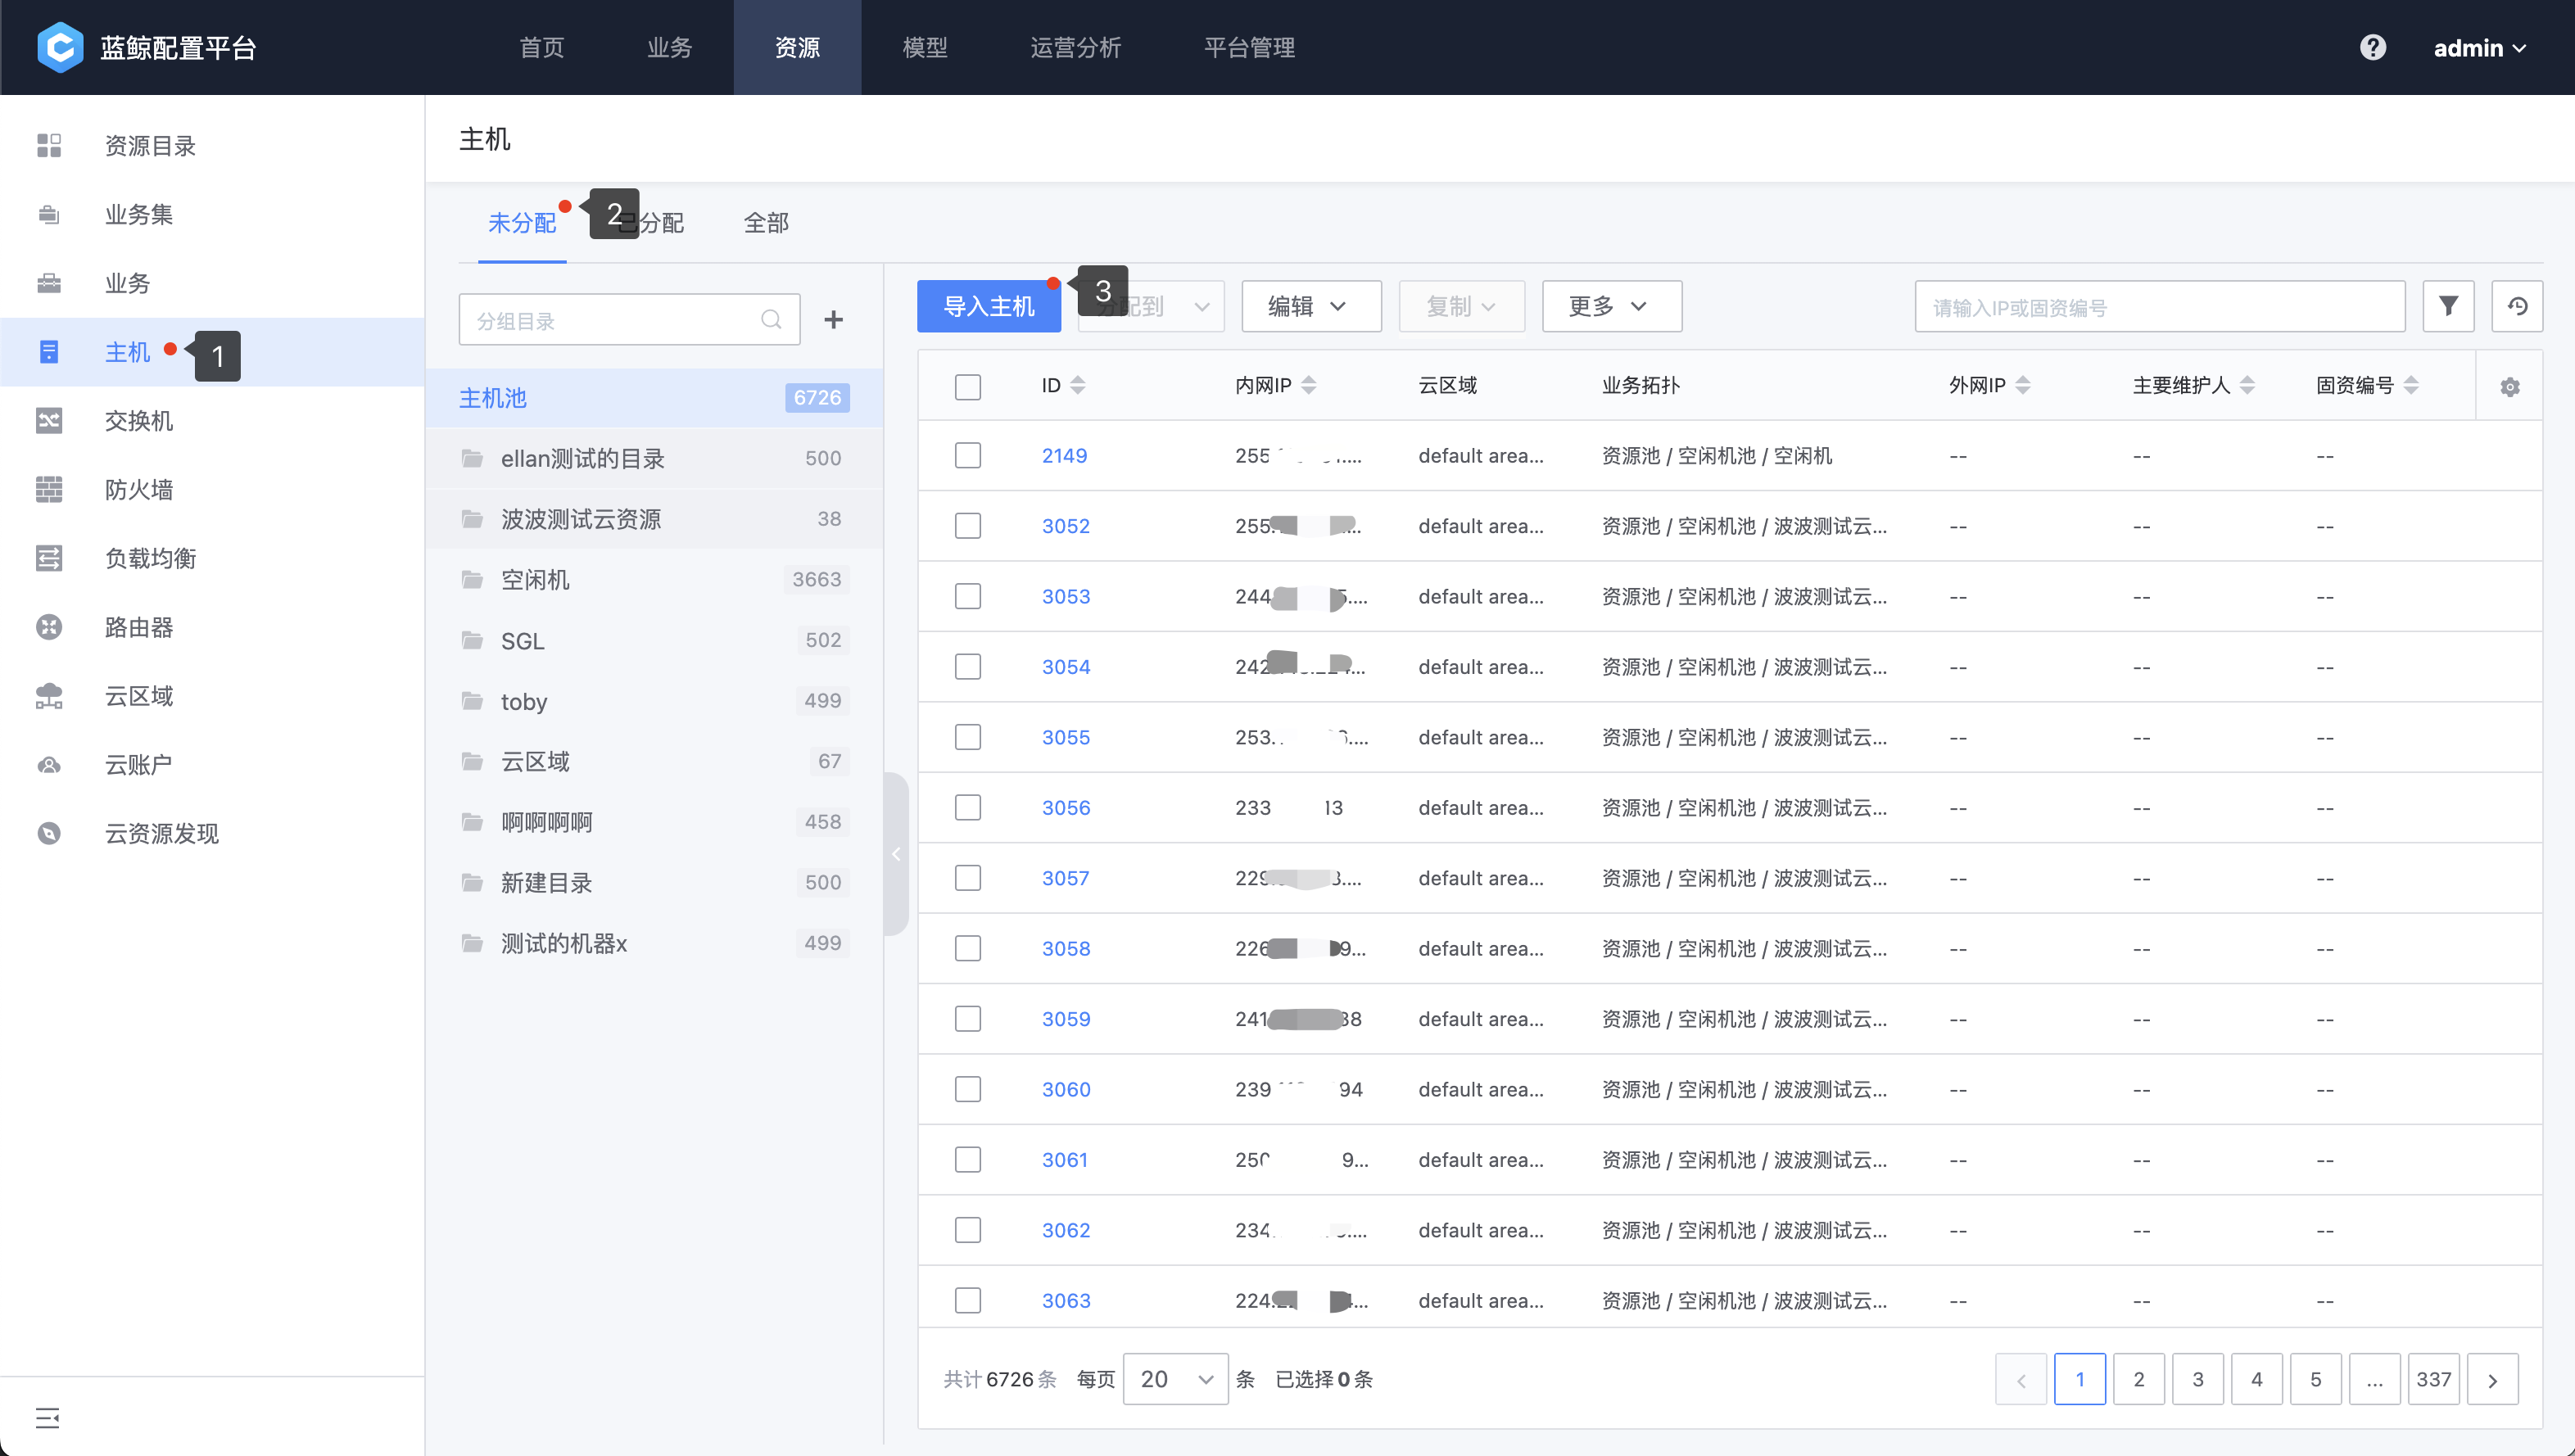 蓝鲸配置平台 首页 业务 资源 模型 运营分析 平台管理 admin
资源目录
业务集
业务
主机 1
交换机
防火墙
负载均衡
路由器
云区域
云账户
云资源发现
主机
未分配 2 已分配 全部
分组目录
主机池 6726
ellan测试的目录 500
波波测试云资源 38
空闲机 3663
SGL 502
toby 499
云区域 67
啊啊啊啊 458
新建目录 500
测试的机器x 499
导入主机 3 分配到 编辑 复制 更多 请输入IP或固资编号
ID 内网IP 云区域 业务拓扑 外网IP 主要维护人 固资编号
2149 255 default area... 资源池 / 空闲机池 / 空闲机 -- -- --
3052 255. default area... 资源池 / 空闲机池 / 波波测试云... -- -- --
3053 244 default area... 资源池 / 空闲机池 / 波波测试云... -- -- --
3054 242 default area... 资源池 / 空闲机池 / 波波测试云... -- -- --
3055 253. default area... 资源池 / 空闲机池 / 波波测试云... -- -- --
3056 233 13 default area... 资源池 / 空闲机池 / 波波测试云... -- -- --
3057 229 default area... 资源池 / 空闲机池 / 波波测试云... -- -- --
3058 226 9... default area... 资源池 / 空闲机池 / 波波测试云... -- -- --
3059 241 38 default area... 资源池 / 空闲机池 / 波波测试云... -- -- --
3060 239 94 default area... 资源池 / 空闲机池 / 波波测试云... -- -- --
3061 250 9... default area... 资源池 / 空闲机池 / 波波测试云... -- -- --
3062 234 default area... 资源池 / 空闲机池 / 波波测试云... -- -- --
3063 224. default area... 资源池 / 空闲机池 / 波波测试云... -- -- --
共计 6726 条 每页 20 条 已选择 0 条 1 2 3 4 5 ... 337